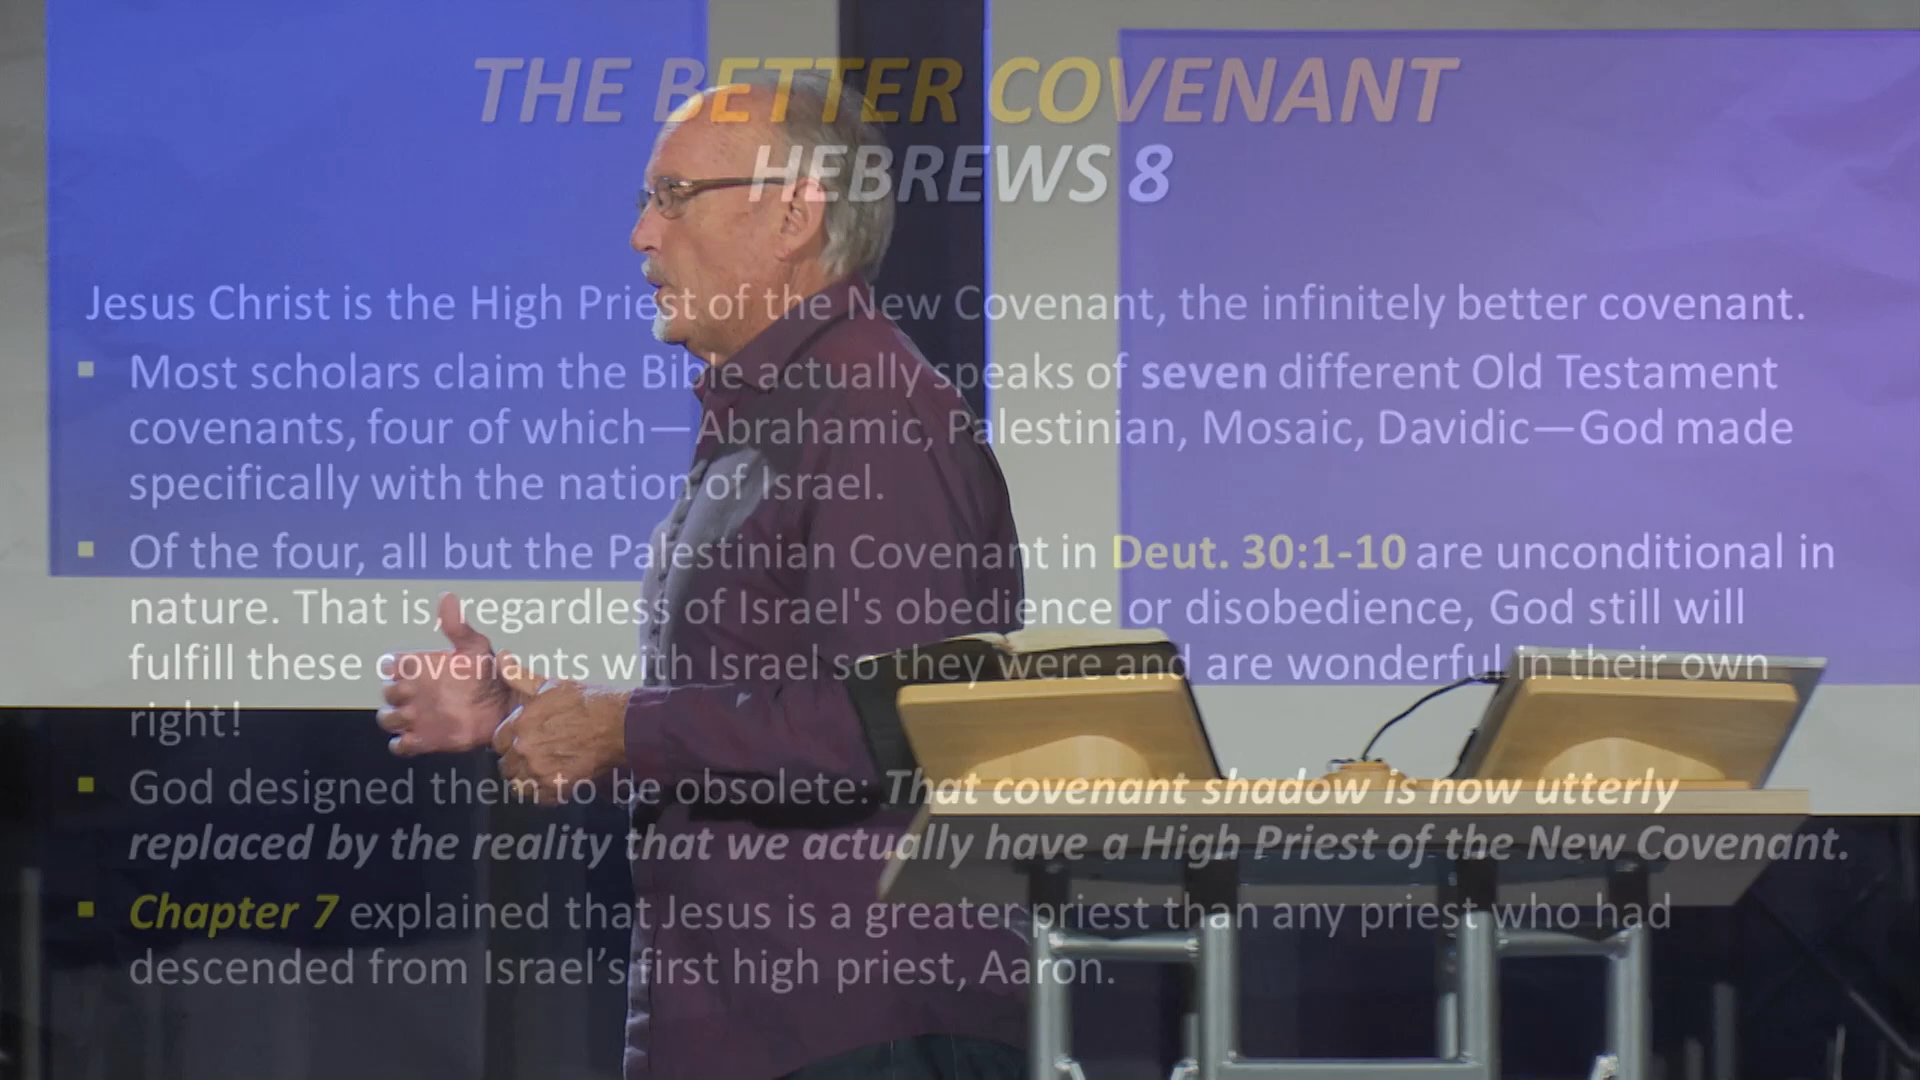 THE BETTER COVENANT
HEBREWS 8
Jesus Christ is the High Priest of the New Covenant, the infinitely better covenant.
▪ Most scholars claim the Bible actually speaks of seven different Old Testament
covenants, four of which—Abrahamic, Palestinian, Mosaic, Davidic—God made
specifically with the nation of Israel.
▪ Of the four, all but the Palestinian Covenant in Deut. 30:1-10 are unconditional in
nature. That is, regardless of Israel's obedience or disobedience, God still will
fulfill these covenants with Israel so they were and are wonderful in their own
right!
▪ God designed them to be obsolete: That covenant shadow is now utterly
replaced by the reality that we actually have a High Priest of the New Covenant.
▪ Chapter 7 explained that Jesus is a greater priest than any priest who had
descended from Israel’s first high priest, Aaron.